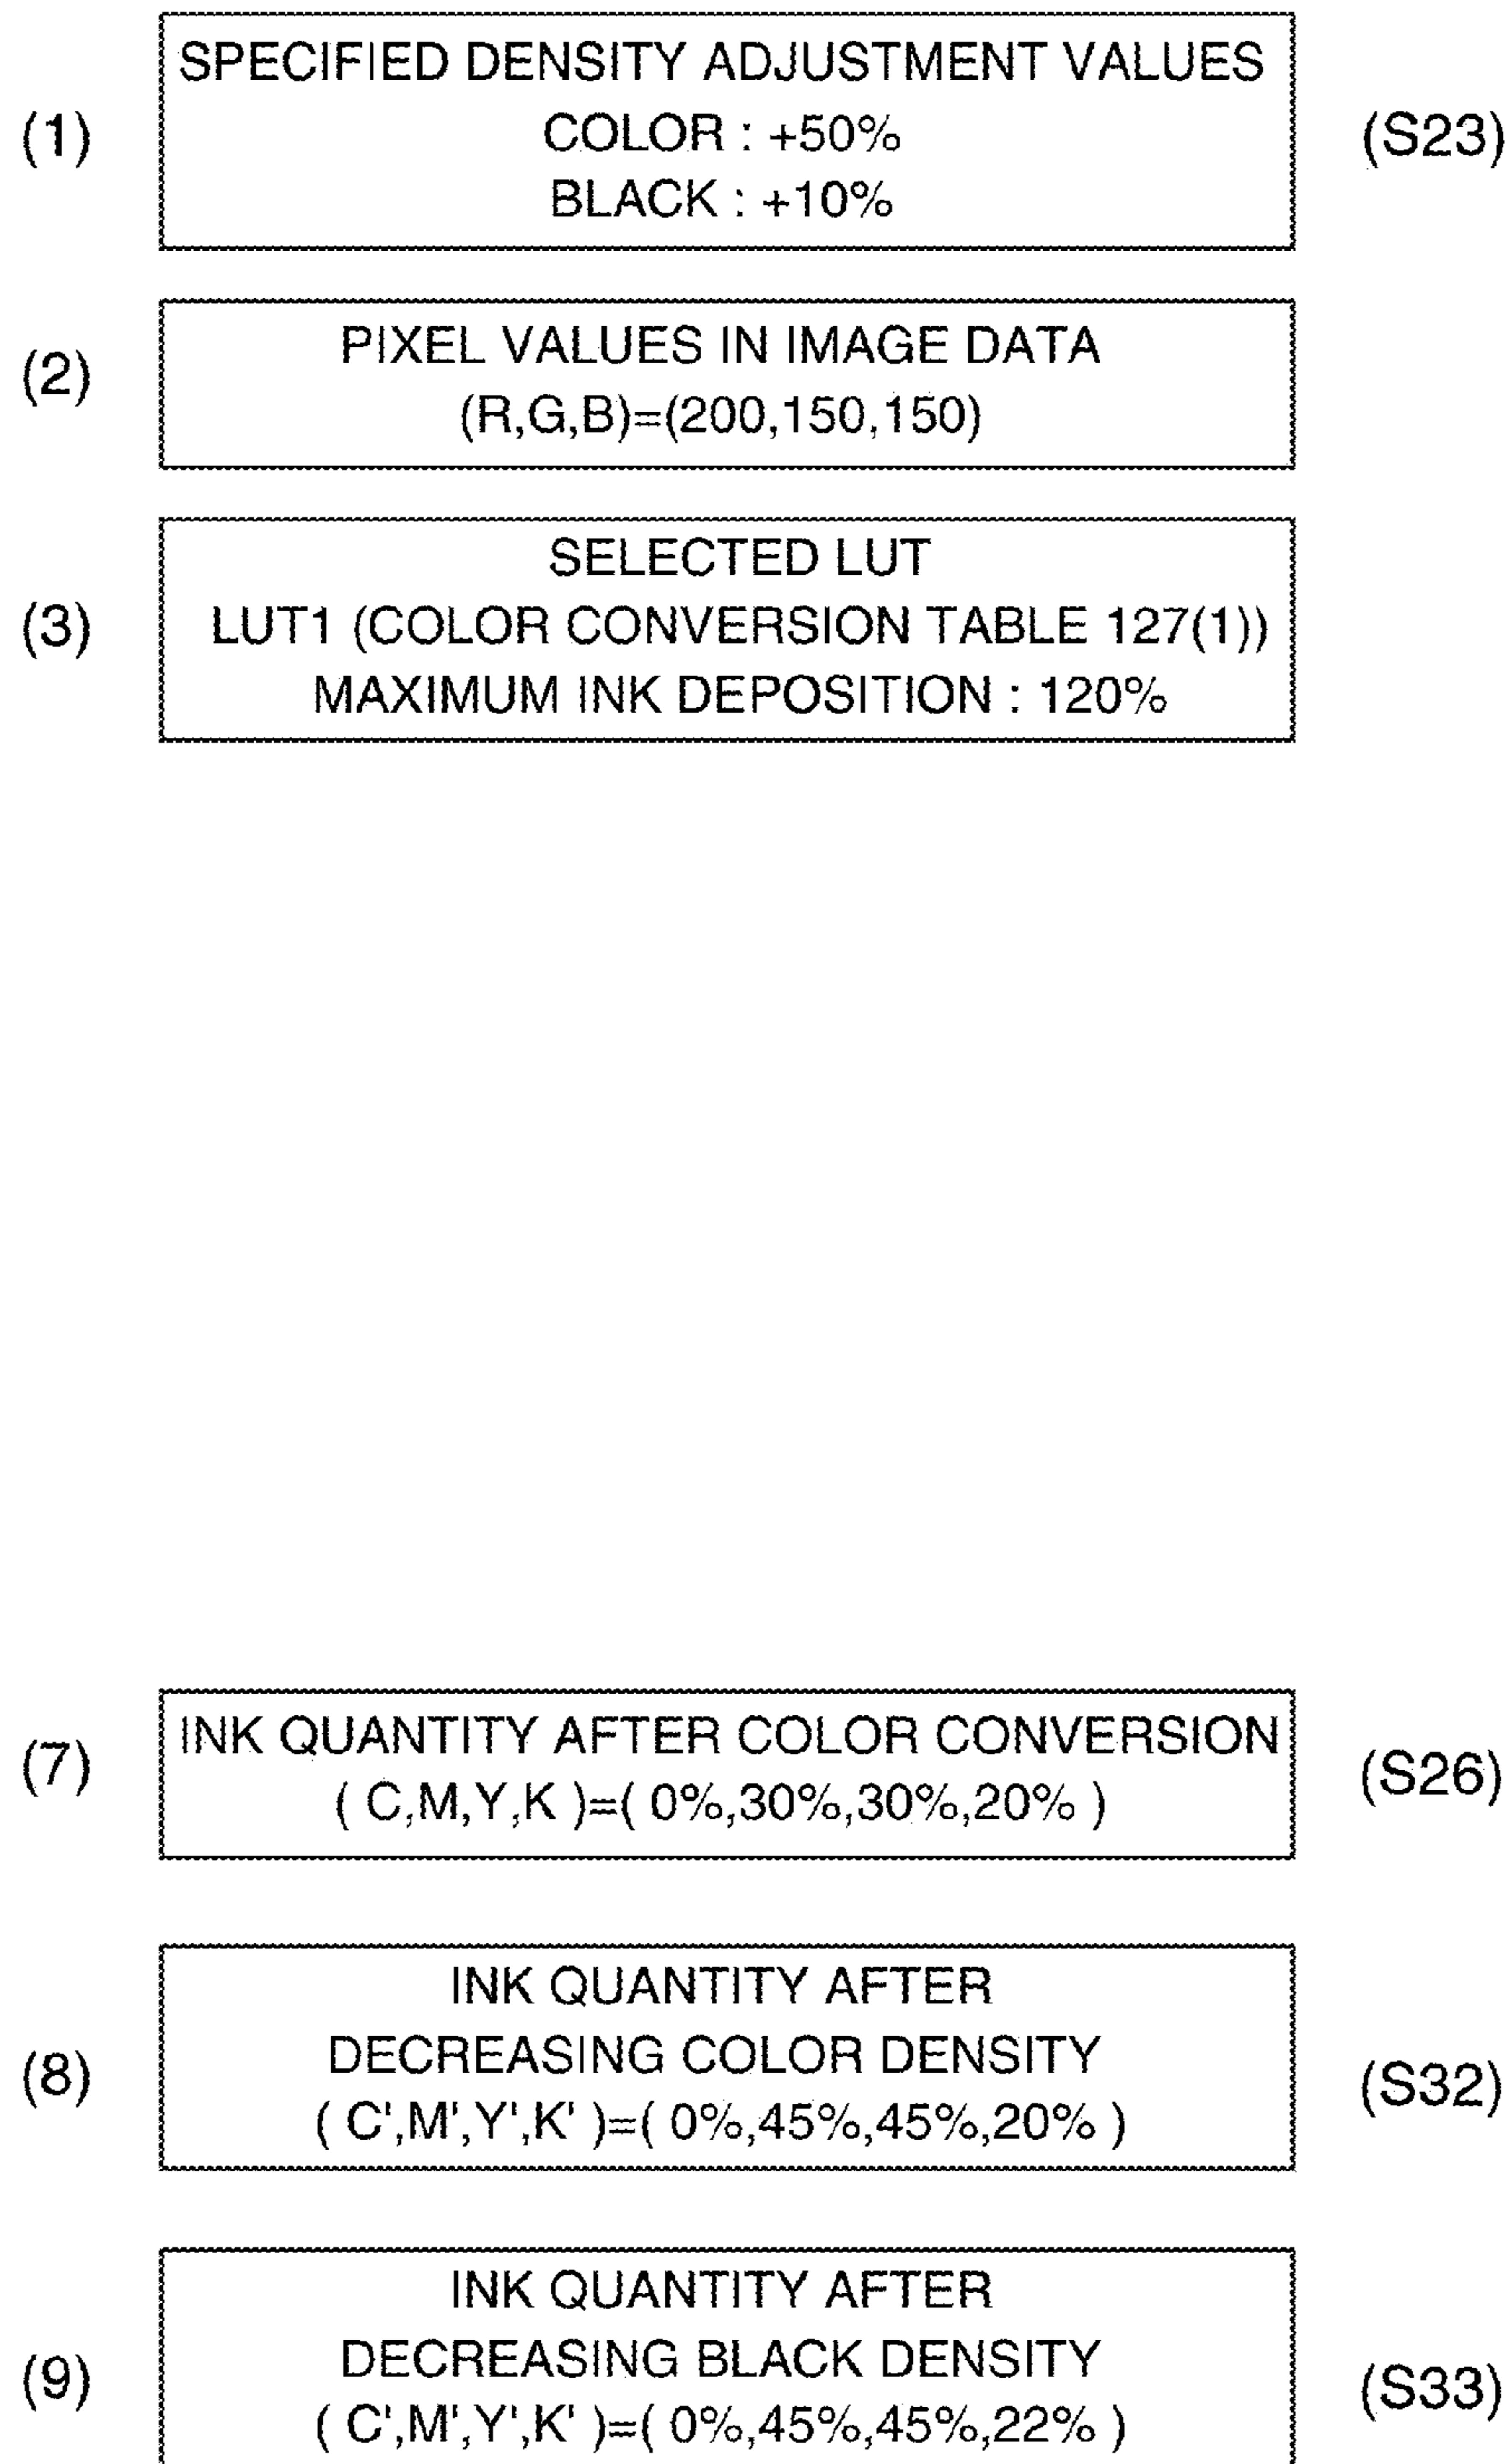 (1)
SPECIFIED DENSITY ADJUSTMENT VALUES
COLOR : +50%
BLACK : +10%
(S23)
(2)
PIXEL VALUES IN IMAGE DATA
(R,G,B)=(200,150,150)
(3)
SELECTED LUT
LUT1 (COLOR CONVERSION TABLE 127(1))
MAXIMUM INK DEPOSITION : 120%
(7)
INK QUANTITY AFTER COLOR CONVERSION
( C,M,Y,K )=( 0%,30%,30%,20% )
(S26)
(8)
INK QUANTITY AFTER
DECREASING COLOR DENSITY
( C',M',Y',K' )=( 0%,45%,45%,20% )
(S32)
(9)
INK QUANTITY AFTER
DECREASING BLACK DENSITY
( C',M',Y',K' )=( 0%,45%,45%,22% )
(S33)